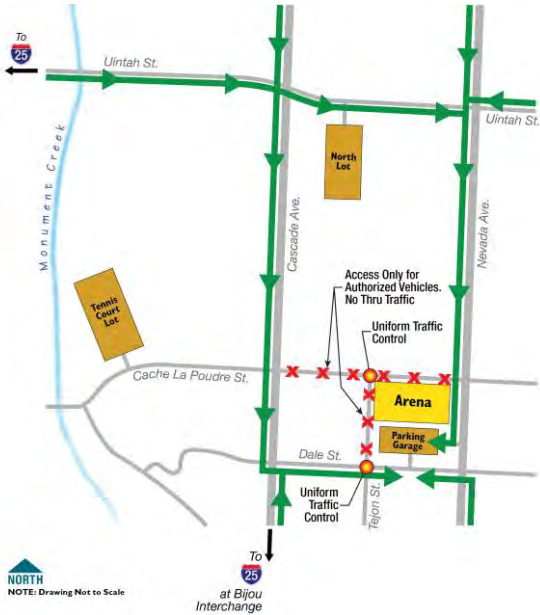 To
25
Uintah St.
Uintah St.
North
Lot
Monument Creek
Cascade Ave.
Nevada Ave.
Access Only for
Authorized Vehicles.
No Thru Traffic
Tennis
Court
Lot
Uniform Traffic
Control
Cache La Poudre St.
Arena
Parking
Garage
Dale St.
Uniform
Traffic
Control
Tejon St.
To
25
at Bijou
Interchange
NORTH
NOTE: Drawing Not to Scale